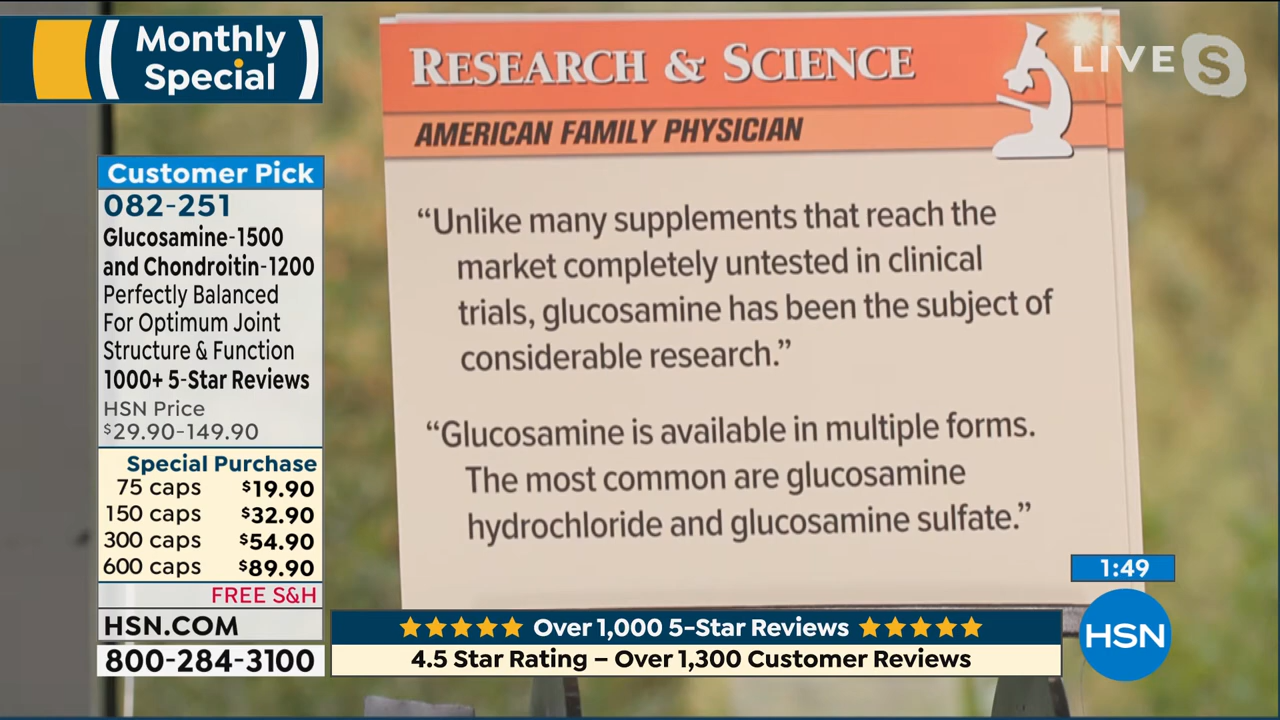 Monthly
Special
LIVE S
RESEARCH & SCIENCE
AMERICAN FAMILY PHYSICIAN
“Unlike many supplements that reach the
market completely untested in clinical
trials, glucosamine has been the subject of
considerable research.”
“Glucosamine is available in multiple forms.
The most common are glucosamine
hydrochloride and glucosamine sulfate.”
Customer Pick
082-251
Glucosamine-1500
and Chondroitin-1200
Perfectly Balanced
For Optimum Joint
Structure & Function
1000+ 5-Star Reviews
HSN Price
$29.90-149.90
Special Purchase
75 caps $19.90
150 caps $32.90
300 caps $54.90
600 caps $89.90
FREE S&H
HSN.COM
800-284-3100
1:49
Over 1,000 5-Star Reviews
4.5 Star Rating – Over 1,300 Customer Reviews
HSN